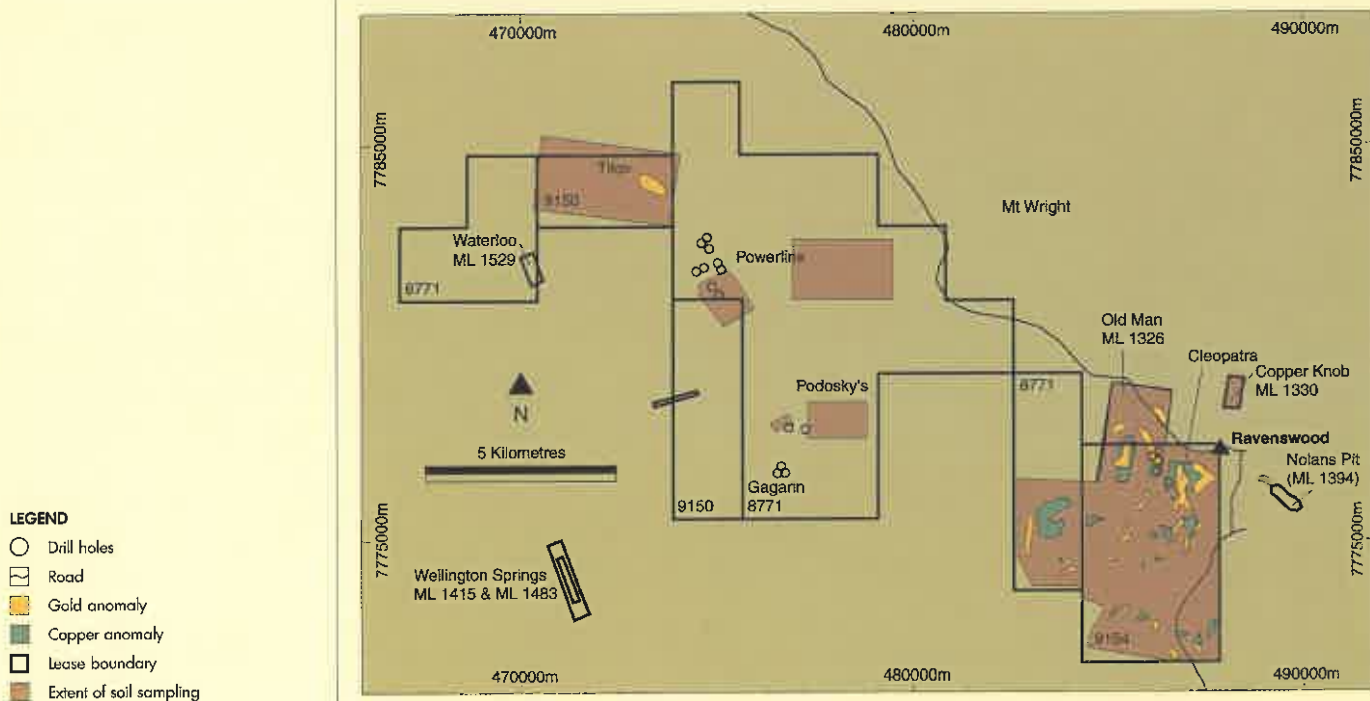 470000m
480000m
490000m
7785000m
7785000m
Mt Wright
9150
Waterloo
ML 1529
Powerline
8771
Old Man
ML 1326
Cleopatra
Copper Knob
ML 1330
Podosky's
8771
N
Ravenswood
5 Kilometres
Nolans Pit
(ML 1394)
Gagarin
9150
8771
LEGEND
Drill holes
Road
Gold anomaly
Copper anomaly
Lease boundary
Extent of soil sampling
7775000m
7775000m
Wellington Springs
ML 1415 & ML 1483
9154
470000m
480000m
490000m